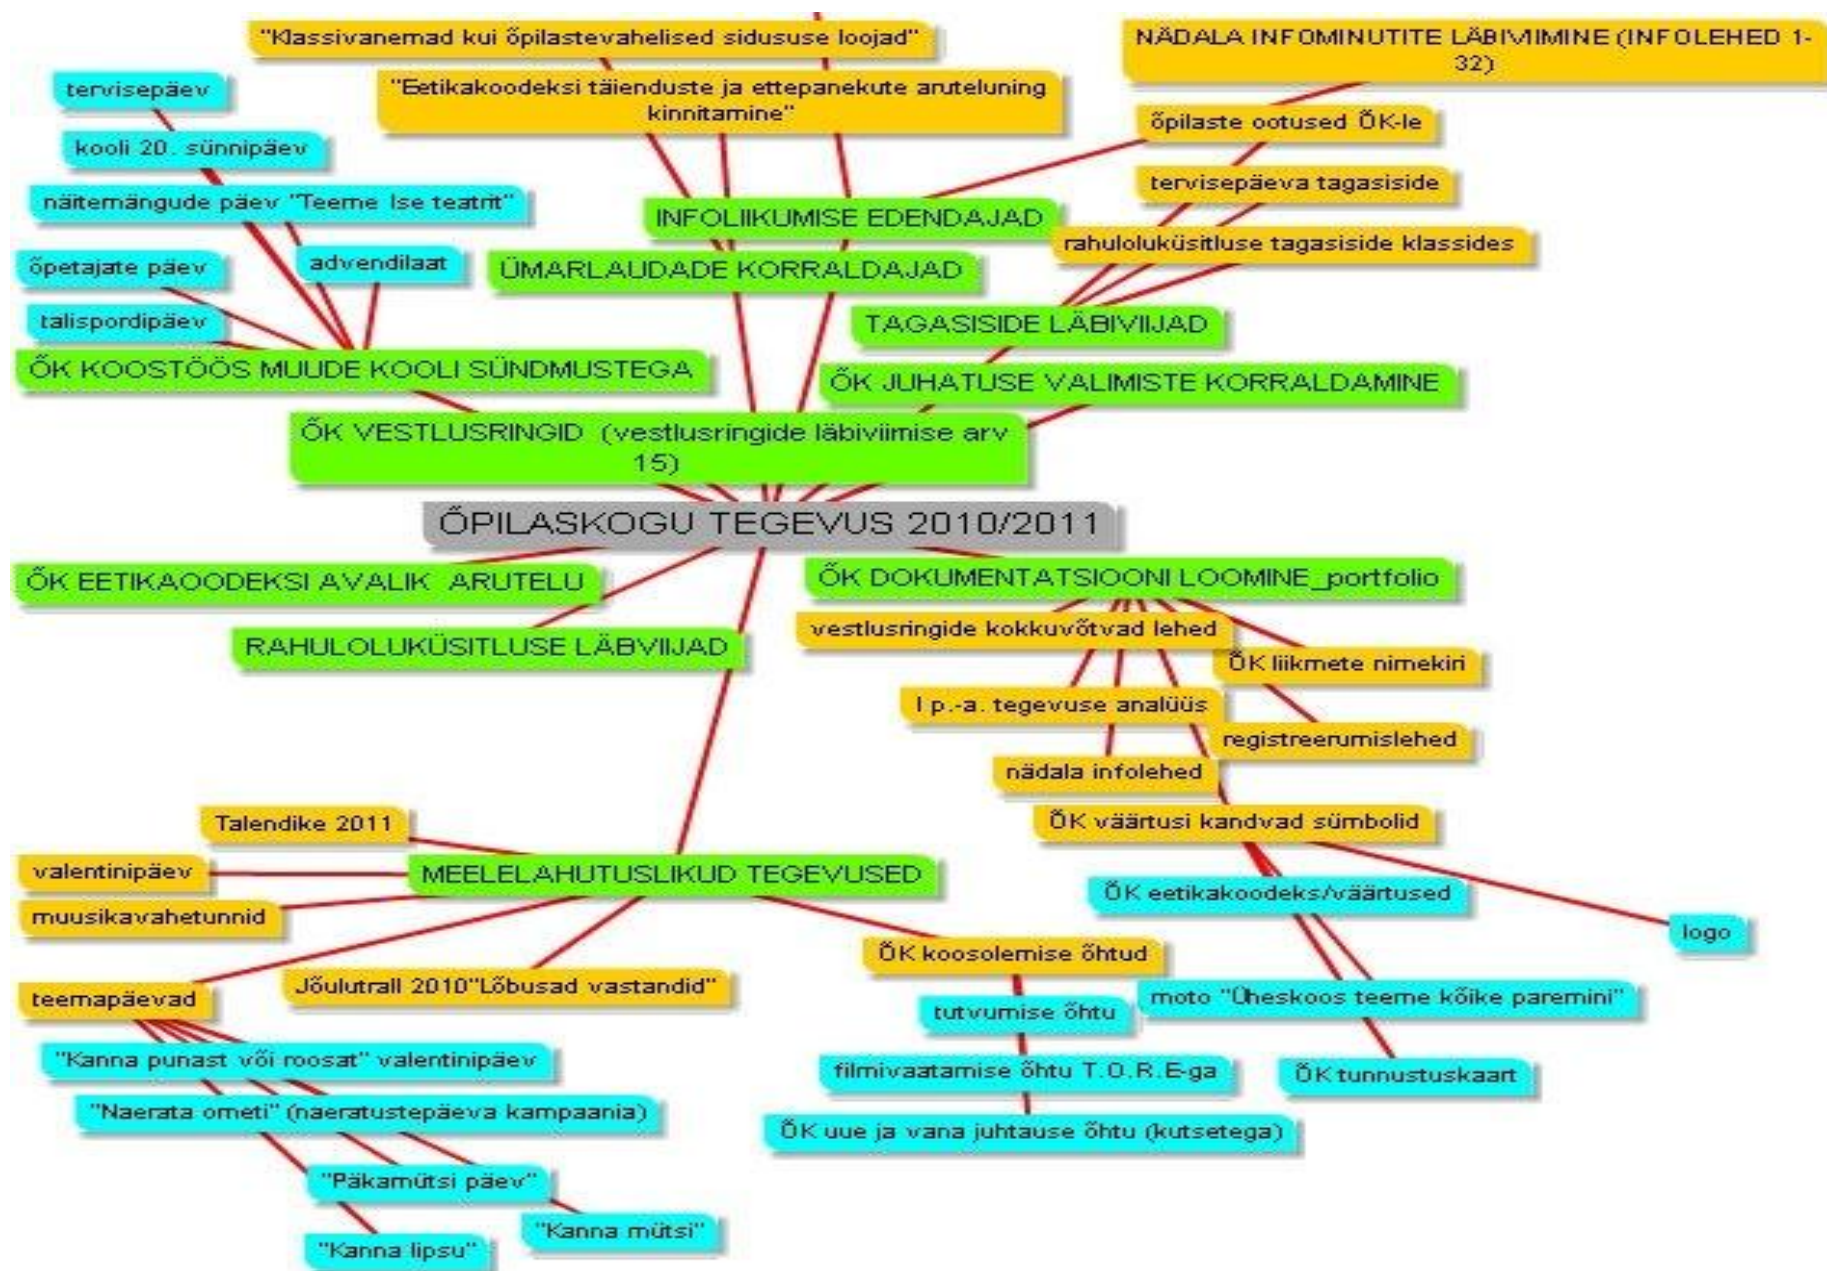 "Klassivanemad kui õpilastevahelised sidususe loojad"
NÄDALA INFOMINUTITE LÄBIVIIMINE (INFOLEHED 1-
32)
tervisepäev
"Eetikakoodeksi täienduste ja ettepanekute aruteluning
kinnitamine"
õpilaste ootused ÕK-le
kooli 20. sünnipäev
tervisepäeva tagasiside
näitemängude päev "Teeme Ise teatrit"
INFOLIIKUMISE EDENDAJAD
rahuloluküsitluse tagasiside klassides
õpetajate päev
advendilaat
ÜMARLAUDADE KORRALDAJAD
talispordipäev
TAGASISIDE LÄBIVIIJAD
ÕK KOOSTÖÖS MUUDE KOOLI SÜNDMUSTEGA
ÕK JUHATUSE VALIMISTE KORRALDAMINE
ÕK VESTLUSRINGID (vestlusringide läbiviimise arv
15)
ÕPILASKOGU TEGEVUS 2010/2011
ÕK EETIKAOODEKSI AVALIK ARUTELU
ÕK DOKUMENTATSIOONI LOOMINE_portfolio
RAHULOLUKÜSITLUSE LÄBVIIJAD
vestlusringide kokkuvõtvad lehed
ÕK liikmete nimekiri
I p.-a. tegevuse analüüs
registreerumislehed
nädala infolehed
Talendike 2011
ÕK väärtusi kandvad sümbolid
valentinipäev
MEELELAHUTUSLIKUD TEGEVUSED
ÕK eetikakoodeks/väärtused
muusikavahetunnid
logo
ÕK koosolemise õhtud
teemapäevad
Jõulutrall 2010"Lõbusad vastandid"
moto "Üheskoos teeme kõike paremini"
tutvumise õhtu
"Kanna punast või roosat" valentinipäev
filmivaatamise õhtu T.O.R.E-ga
ÕK tunnustuskaart
"Naerata ometi" (naeratustepäeva kampaania)
ÕK uue ja vana juhtause õhtu (kutsetega)
"Päkamütsi päev"
"Kanna mütsi"
"Kanna lipsu"